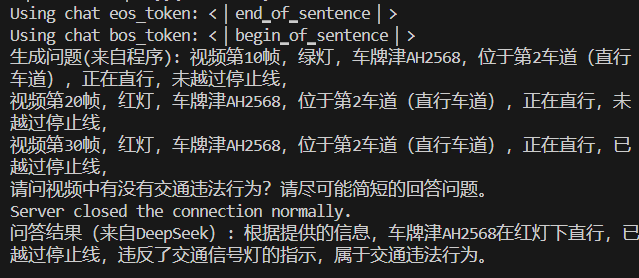 Using chat eos_token: <｜end▁of▁sentence｜>
Using chat bos_token: <｜begin▁of▁sentence｜>
生成问题(来自程序): 视频第10帧，绿灯，车牌津AH2568，位于第2车道（直行
车道），正在直行，未越过停止线，
视频第20帧，红灯，车牌津AH2568，位于第2车道（直行车道），正在直行，未
越过停止线，
视频第30帧，红灯，车牌津AH2568，位于第2车道（直行车道），正在直行，已
越过停止线，
请问视频中有没有交通违法行为？请尽可能简短的回答问题。
Server closed the connection normally.
问答结果（来自DeepSeek）: 根据提供的信息，车牌津AH2568在红灯下直行，已
越过停止线，违反了交通信号灯的指示，属于交通违法行为。